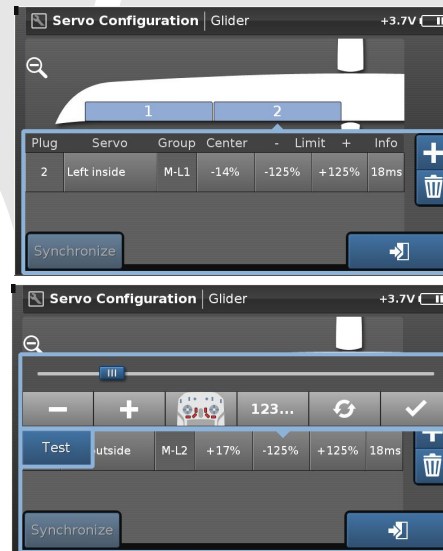 Servo Configuration Glider +3.7V
1 2
Plug Servo Group Center - Limit + Info
2 Left inside M-L1 -14% -125% +125% 18ms
Synchronize
Servo Configuration Glider +3.7V
123...
Test utside M-L2 +17% -125% +125% 18ms
Synchronize